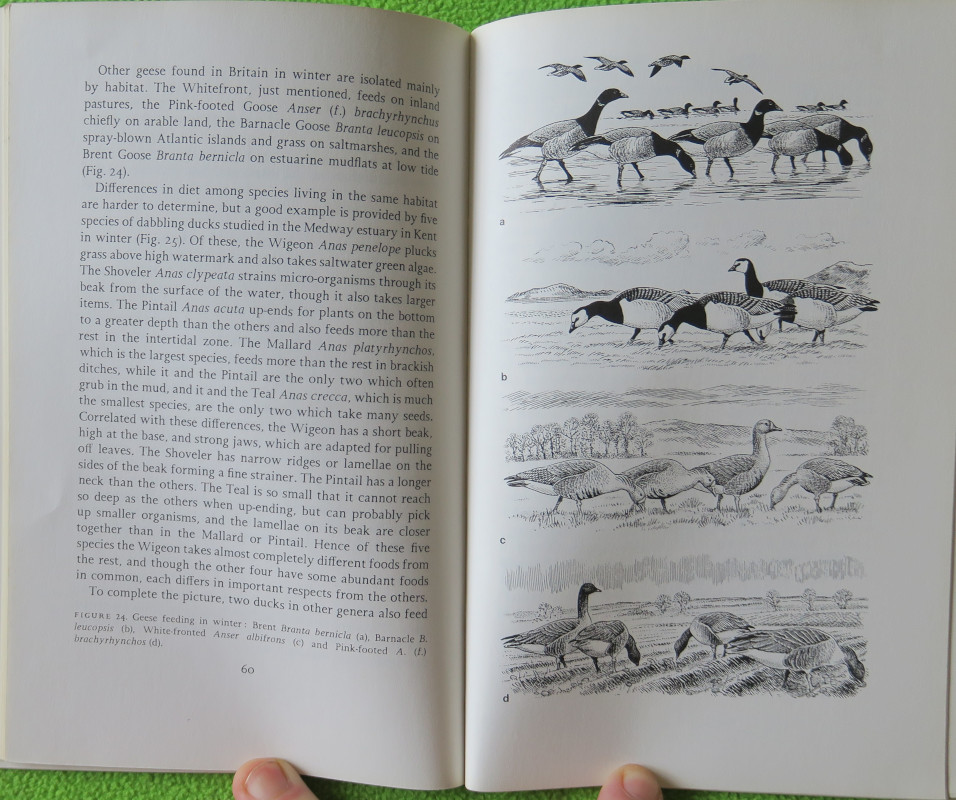 Other geese found in Britain in winter are isolated mainly
by habitat. The Whitefront, just mentioned, feeds on inland
pastures, the Pink-footed Goose Anser (f.) brachyrhynchus
chiefly on arable land, the Barnacle Goose Branta leucopsis on
spray-blown Atlantic islands and grass on saltmarshes, and the
Brent Goose Branta bernicla on estuarine mudflats at low tide
(Fig. 24).
Differences in diet among species living in the same habitat
are harder to determine, but a good example is provided by five
species of dabbling ducks studied in the Medway estuary in Kent
in winter (Fig. 25). Of these, the Wigeon Anas penelope plucks
grass above high watermark and also takes saltwater green algae.
The Shoveler Anas clypeata strains micro-organisms through its
beak from the surface of the water, though it also takes larger
items. The Pintail Anas acuta up-ends for plants on the bottom
to a greater depth than the others and also feeds more than the
rest in the intertidal zone. The Mallard Anas platyrhynchos,
which is the largest species, feeds more than the rest in brackish
ditches, while it and the Pintail are the only two which often
grub in the mud, and it and the Teal Anas crecca, which is much
the smallest species, are the only two which take many seeds.
Correlated with these differences, the Wigeon has a short beak,
high at the base, and strong jaws, which are adapted for pulling
off leaves. The Shoveler has narrow ridges or lamellae on the
sides of the beak forming a fine strainer. The Pintail has a longer
neck than the others. The Teal is so small that it cannot reach
so deep as the others when up-ending, but can probably pick
up smaller organisms, and the lamellae on its beak are closer
together than in the Mallard or Pintail. Hence of these five
species the Wigeon takes almost completely different foods from
the rest, and though the other four have some abundant foods
in common, each differs in important respects from the others.
To complete the picture, two ducks in other genera also feed
FIGURE 24. Geese feeding in winter: Brent Branta bernicla (a), Barnacle B.
leucopsis (b), White-fronted Anser albifrons (c) and Pink-footed A. (f.)
brachyrhynchos (d).
60
a
b
c
d